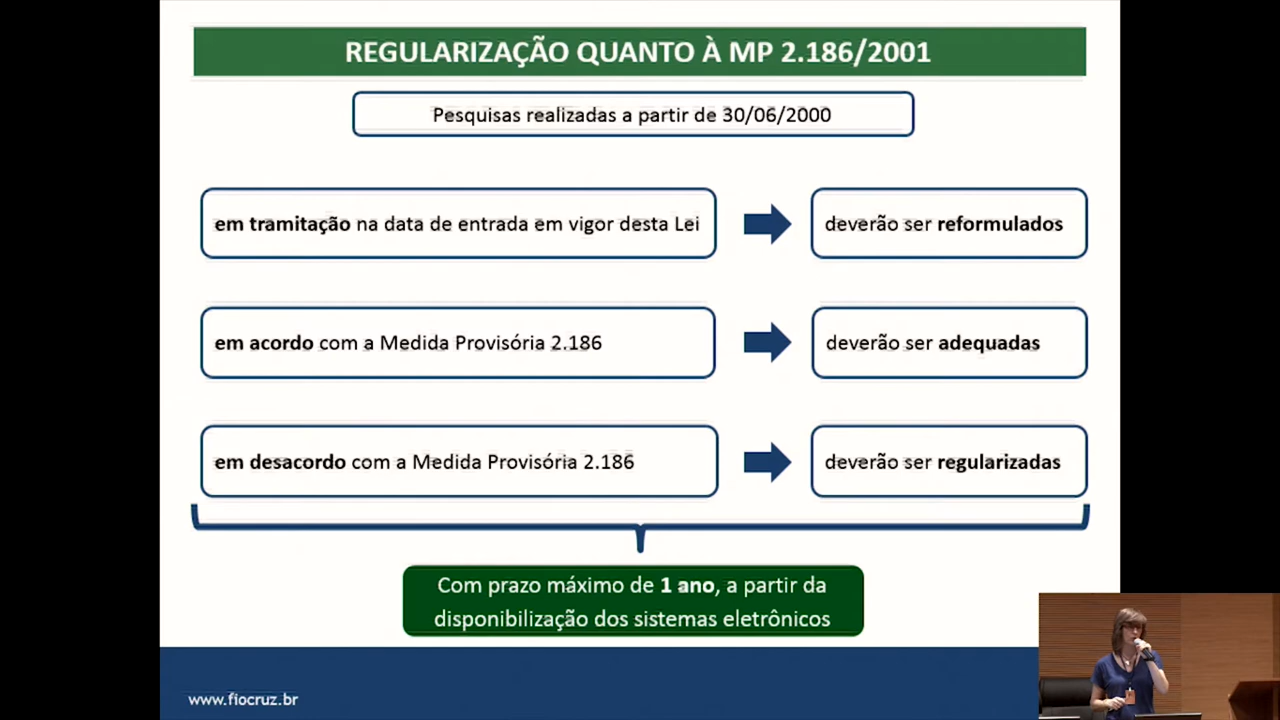 REGULARIZAÇÃO QUANTO À MP 2.186/2001
Pesquisas realizadas a partir de 30/06/2000
em tramitação na data de entrada em vigor desta Lei
deverão ser reformulados
em acordo com a Medida Provisória 2.186
deverão ser adequadas
em desacordo com a Medida Provisória 2.186
deverão ser regularizadas
Com prazo máximo de 1 ano, a partir da
disponibilização dos sistemas eletrônicos
www.fiocruz.br